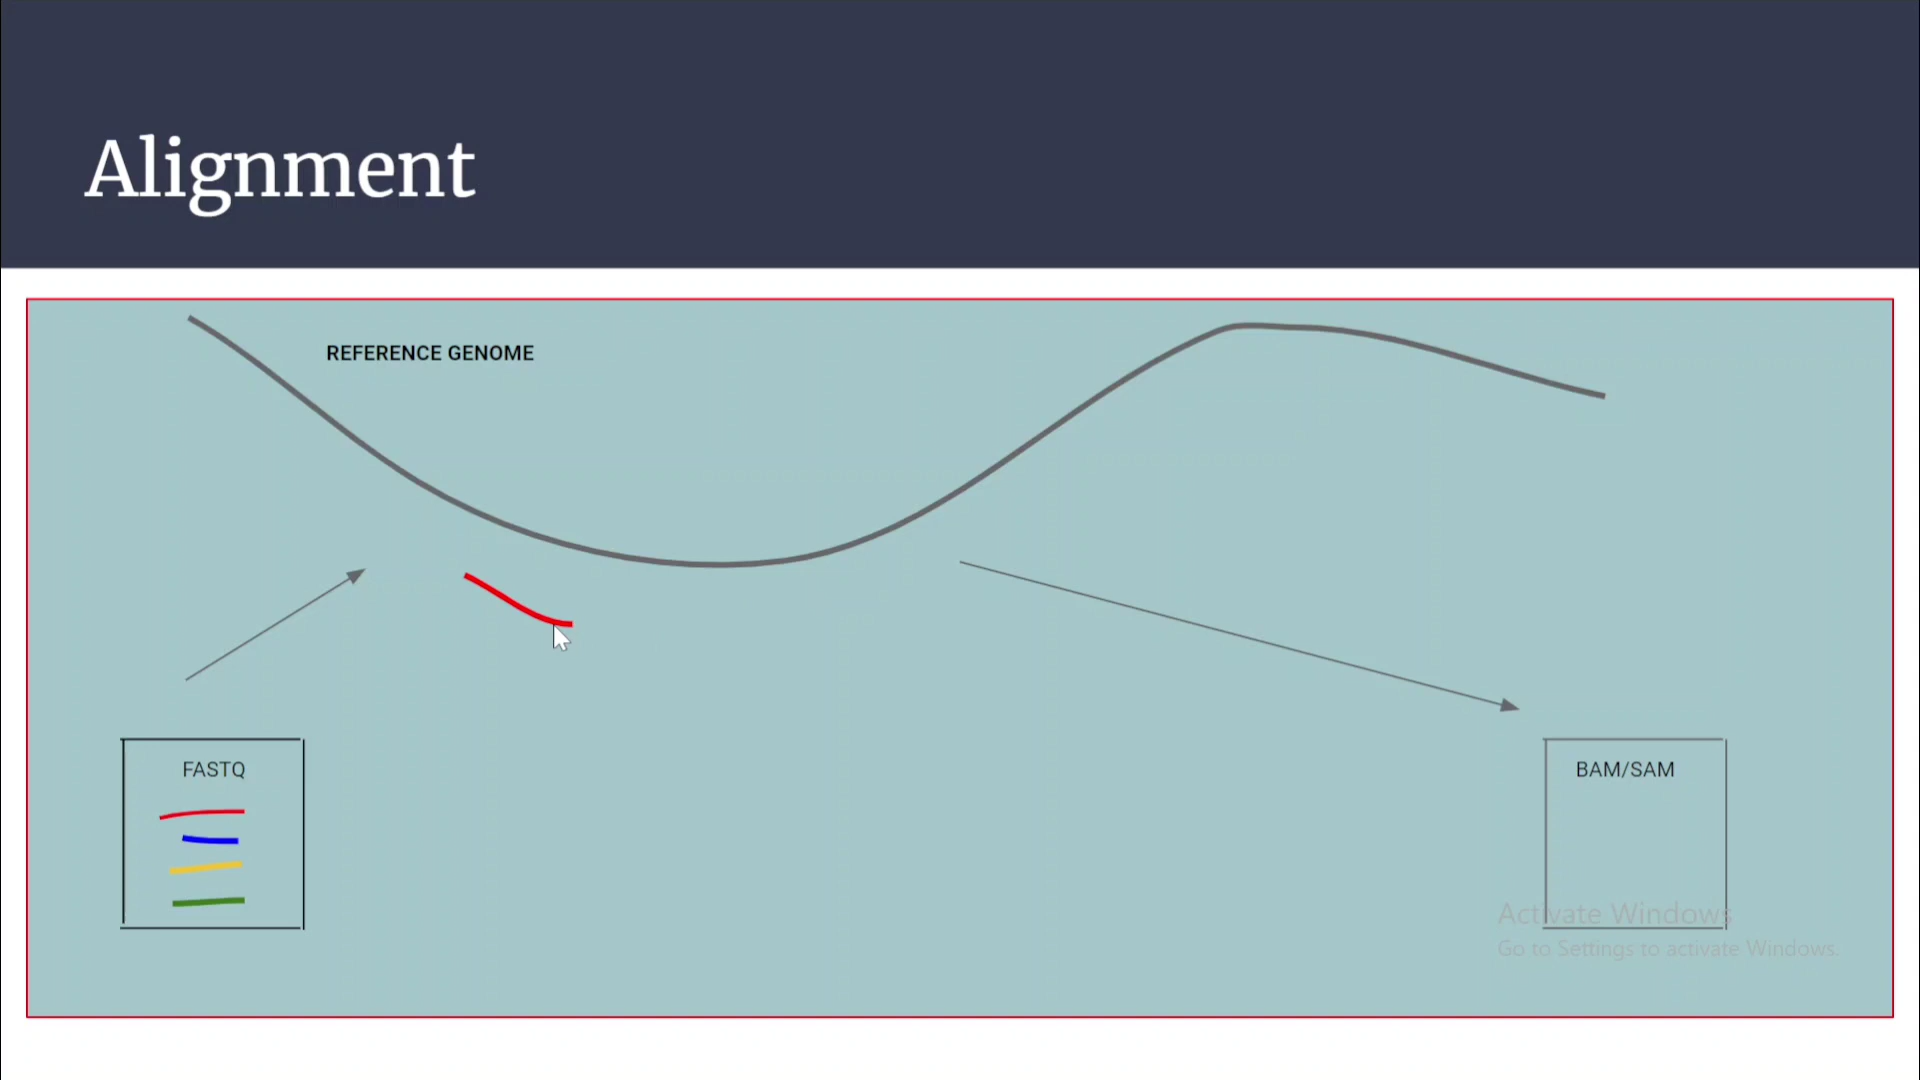 Alignment
REFERENCE GENOME
FASTQ
BAM/SAM
Activate Windows
Go to Settings to activate Windows.